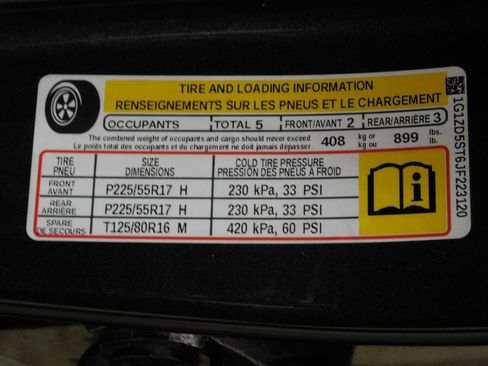 TIRE AND LOADING INFORMATION
RENSEIGNEMENTS SUR LES PNEUS ET LE CHARGEMENT
OCCUPANTS TOTAL 5 FRONT/AVANT 2 REAR/ARRIÈRE 3
The combined weight of occupants and cargo should never exceed
Le poids total des occupants et du chargement ne doit jamais dépasser
408 kg or kg ou 899 lbs. lb.
TIRE PNEU SIZE DIMENSIONS COLD TIRE PRESSURE PRESSION DES PNEUS A FROID
FRONT AVANT P225/55R17 H 230 kPa, 33 PSI
REAR ARRIÈRE P225/55R17 H 230 kPa, 33 PSI
SPARE DE SECOURS T125/80R16 M 420 kPa, 60 PSI
i
1G1ZD5ST6JF223120